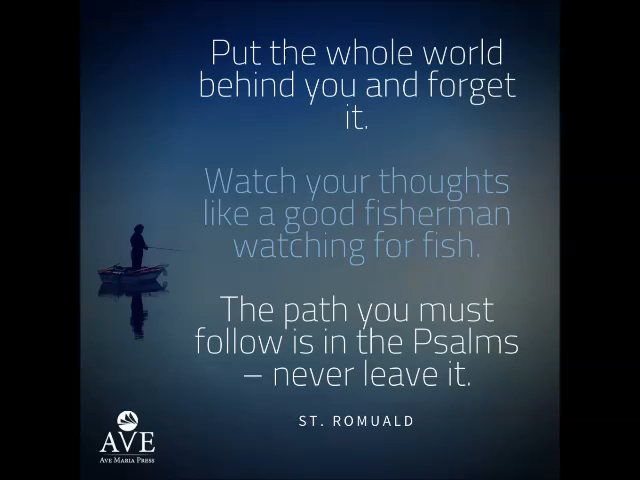 Put the whole world
behind you and forget
it.
Watch your thoughts
like a good fisherman
watching for fish.
The path you must
follow is in the Psalms
– never leave it.
ST. ROMUALD
AVE
AVE MARIA PRESS